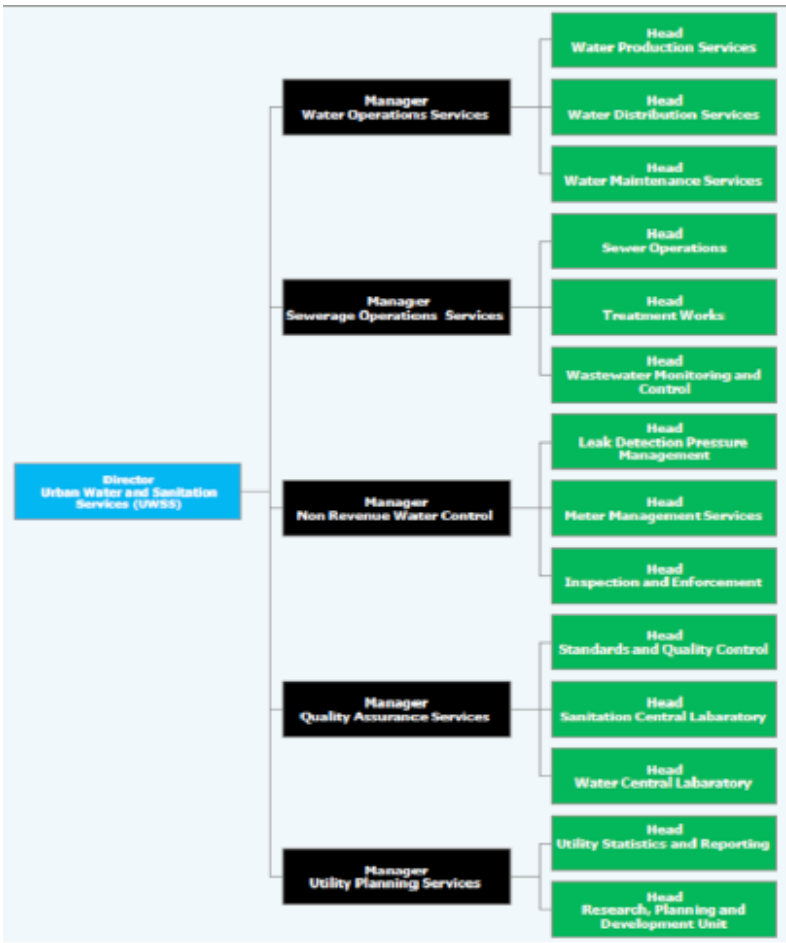 Director
Urban Water and Sanitation
Services (UWSS)
Manager
Water Operations Services
Head
Water Production Services
Head
Water Distribution Services
Head
Water Maintenance Services
Manager
Sewerage Operations Services
Head
Sewer Operations
Head
Treatment Works
Head
Wastewater Monitoring and
Control
Manager
Non Revenue Water Control
Head
Leak Detection Pressure
Management
Head
Meter Management Services
Head
Inspection and Enforcement
Manager
Quality Assurance Services
Head
Standards and Quality Control
Head
Sanitation Central Labaratory
Head
Water Central Labaratory
Manager
Utility Planning Services
Head
Utility Statistics and Reporting
Head
Research, Planning and
Development Unit